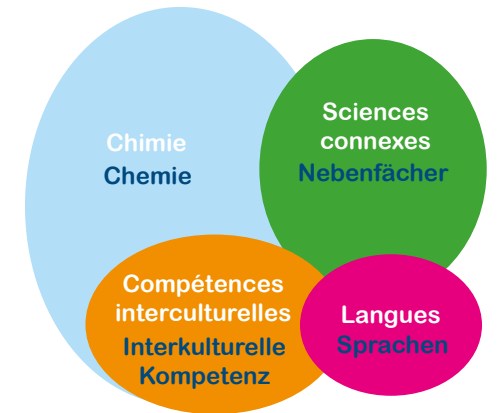 Chimie
Chemie
Sciences
connexes
Nebenfächer
Compétences
interculturelles
Interkulturelle
Kompetenz
Langues
Sprachen